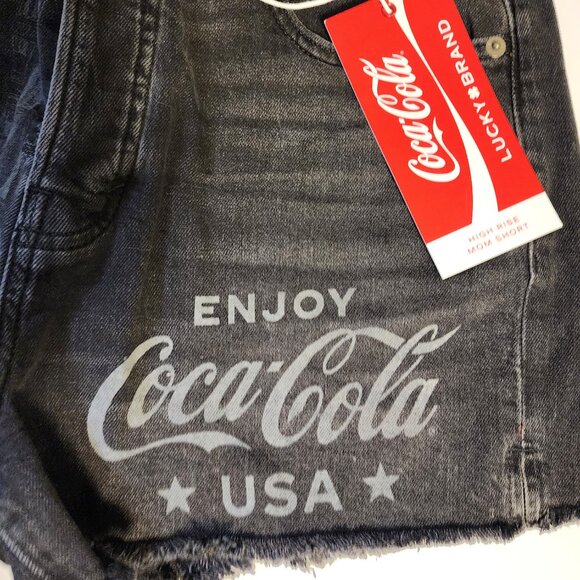 Coca-Cola
LUCKY BRAND
HIGH RISE
MOM SHORT
ENJOY
Coca-Cola
USA